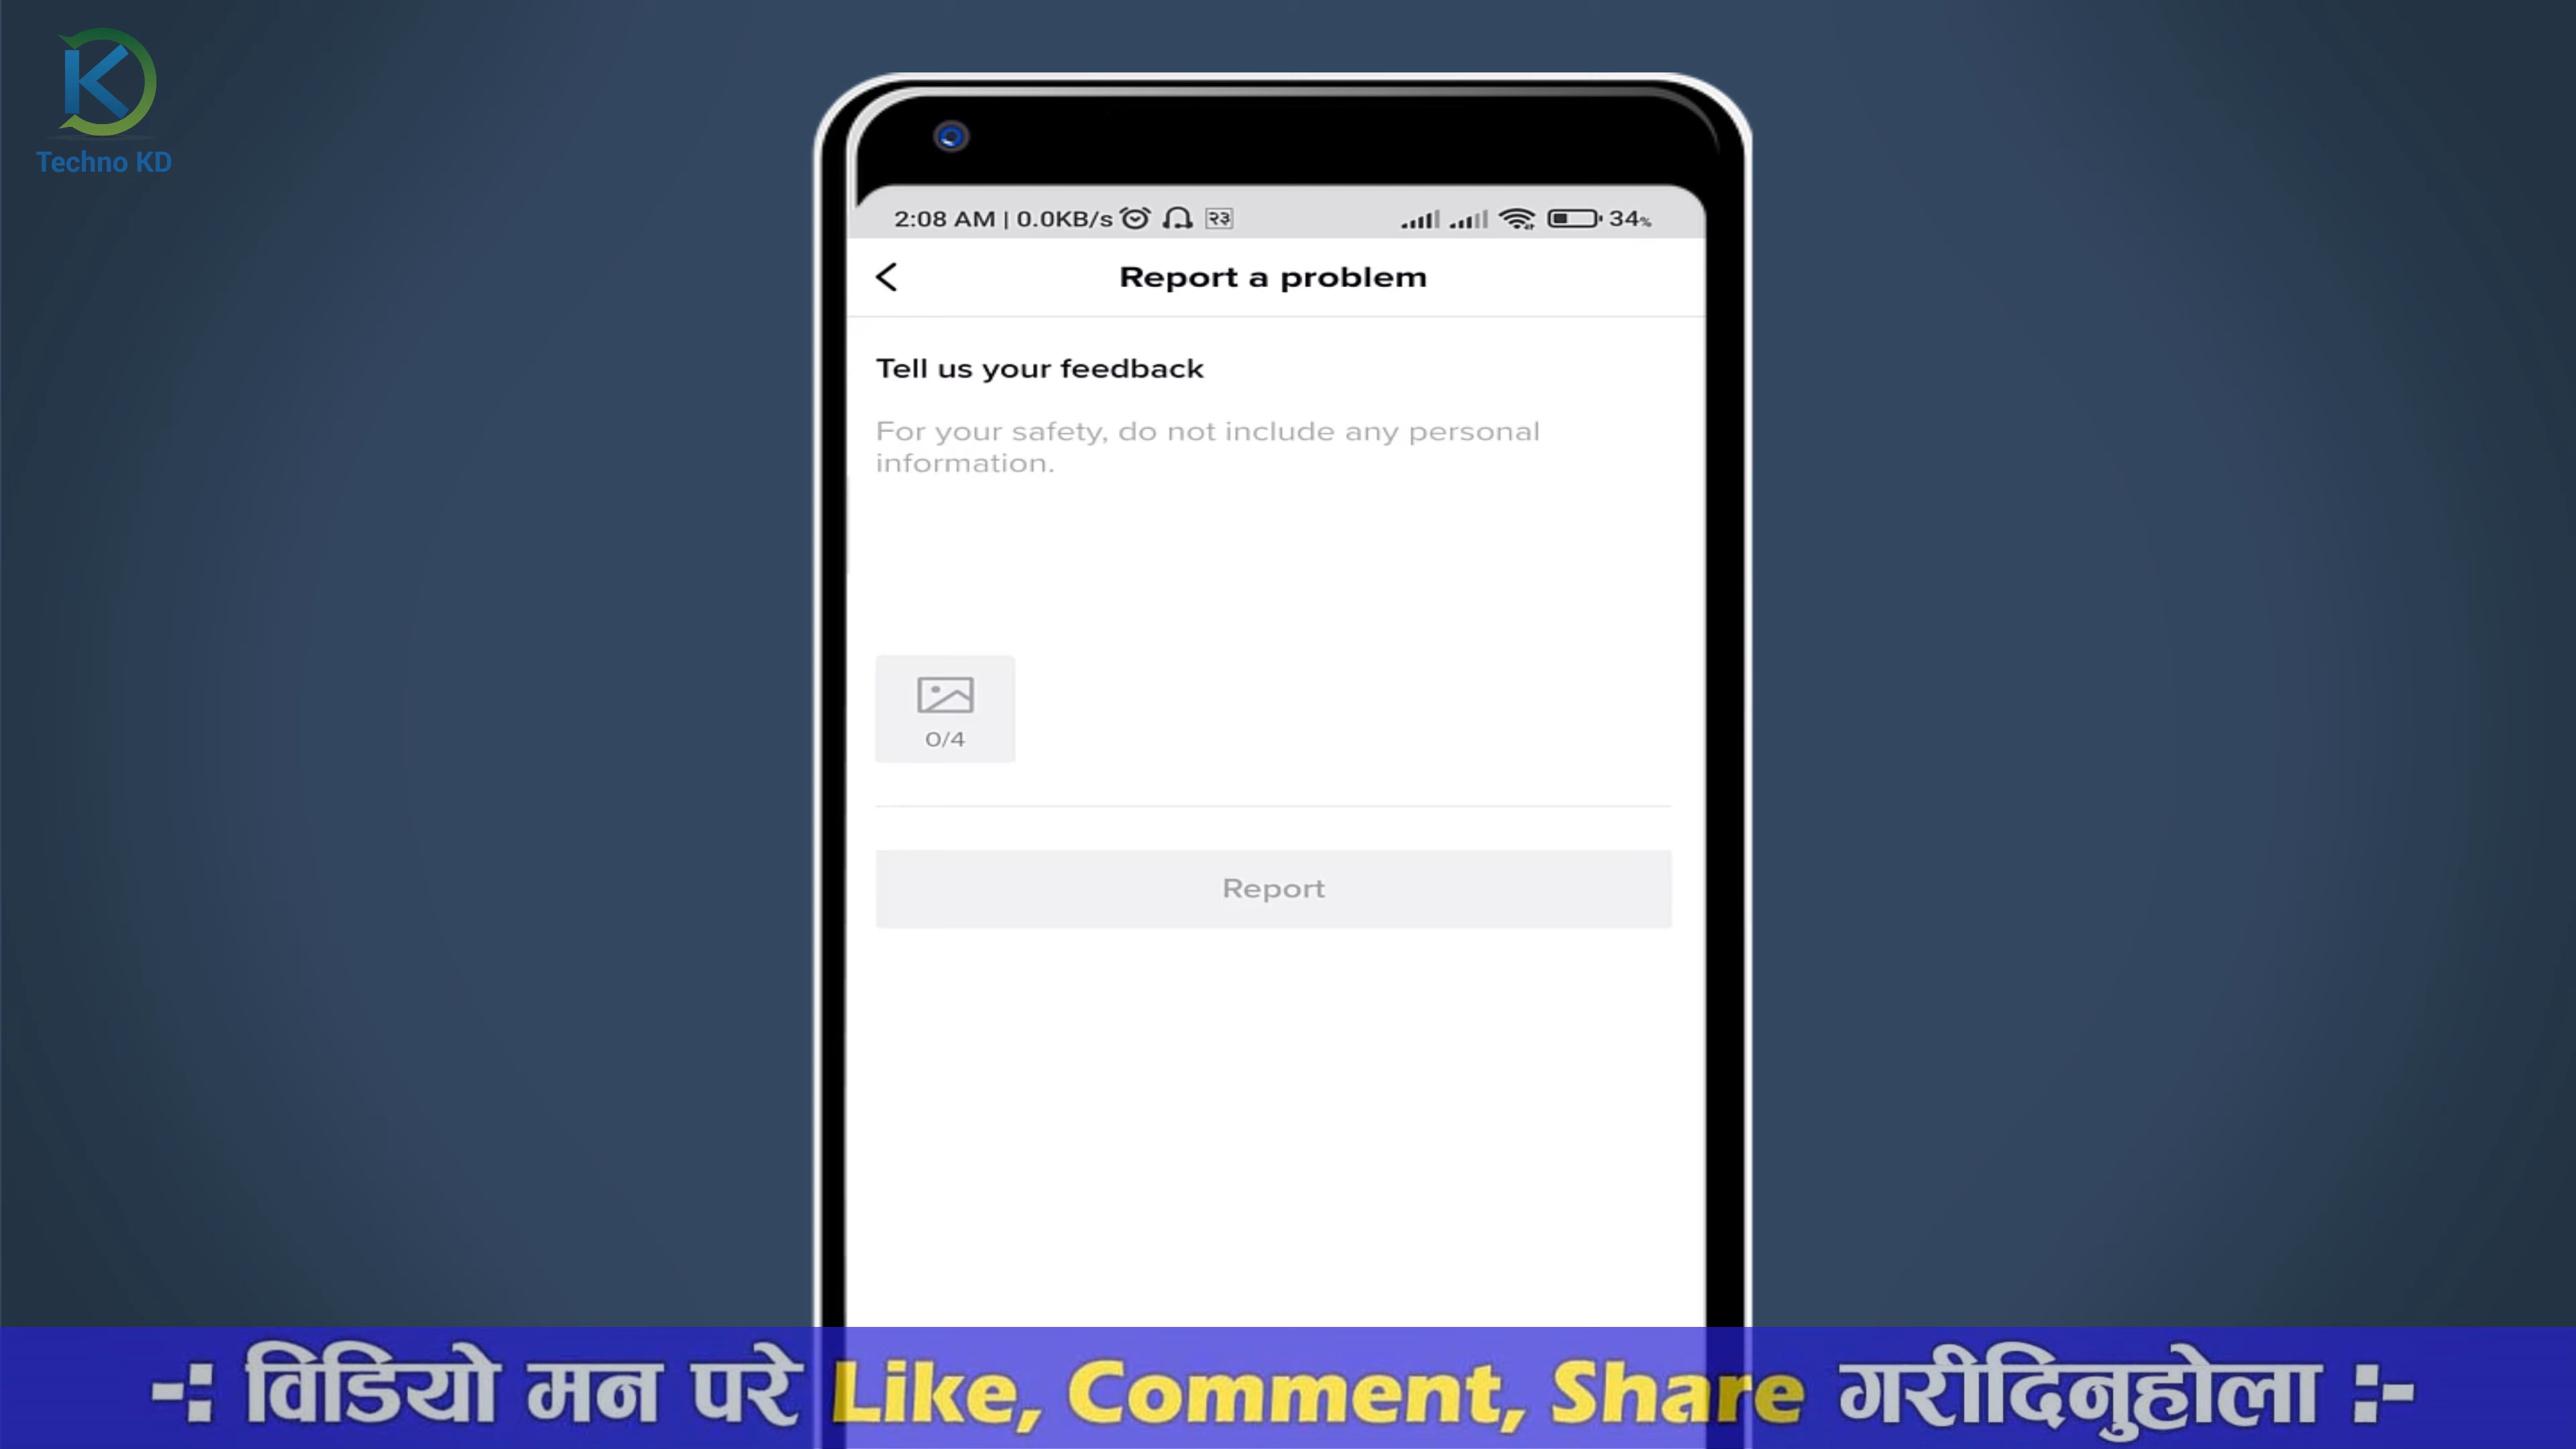 Techno KD
2:08 AM | 0.0KB/s २३ 34%
Report a problem
Tell us your feedback
For your safety, do not include any personal
information.
0/4
Report
-: विडियो मन परे Like, Comment, Share गरीदिनुहोला :-